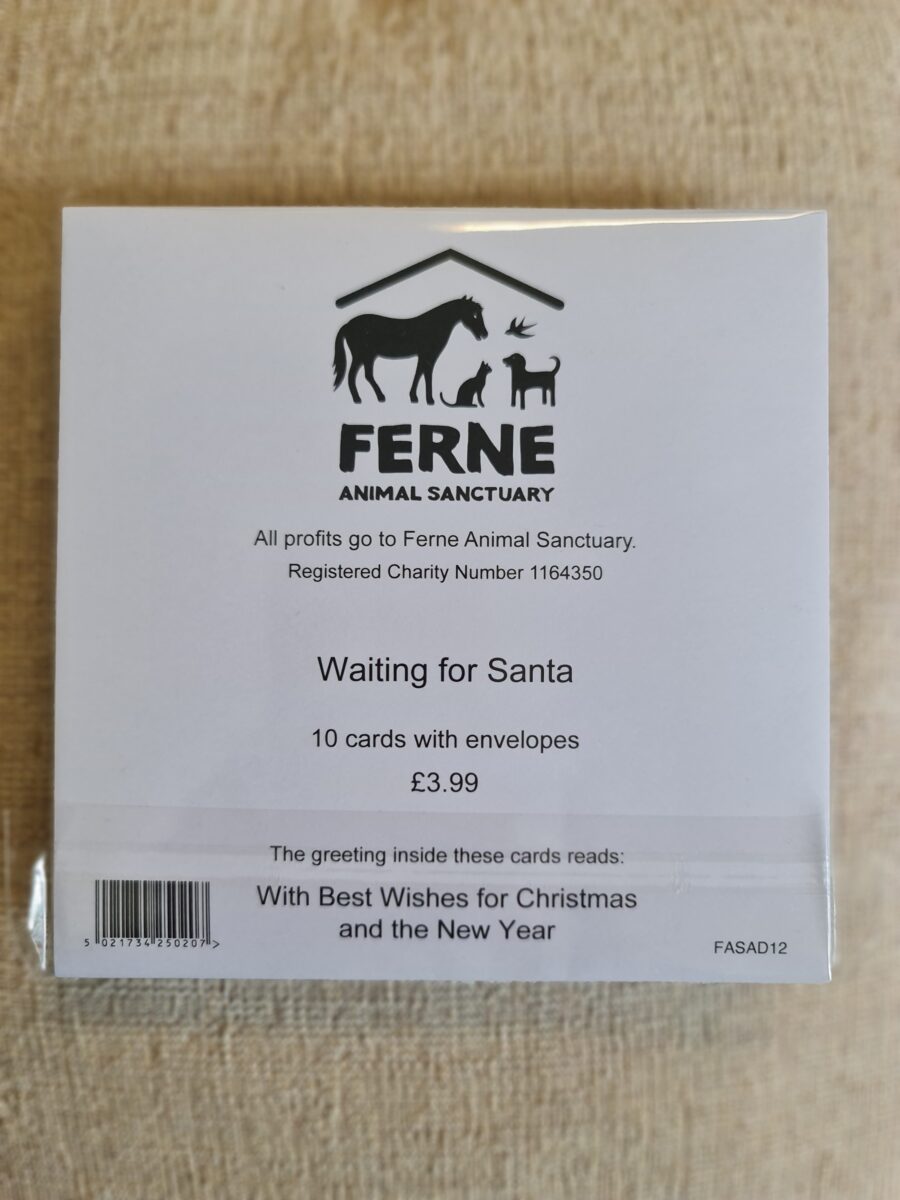 FERNE
ANIMAL SANCTUARY
All profits go to Ferne Animal Sanctuary.
Registered Charity Number 1164350
Waiting for Santa
10 cards with envelopes
£3.99
The greeting inside these cards reads:
With Best Wishes for Christmas
and the New Year
5 021734 250207 >
FASAD12